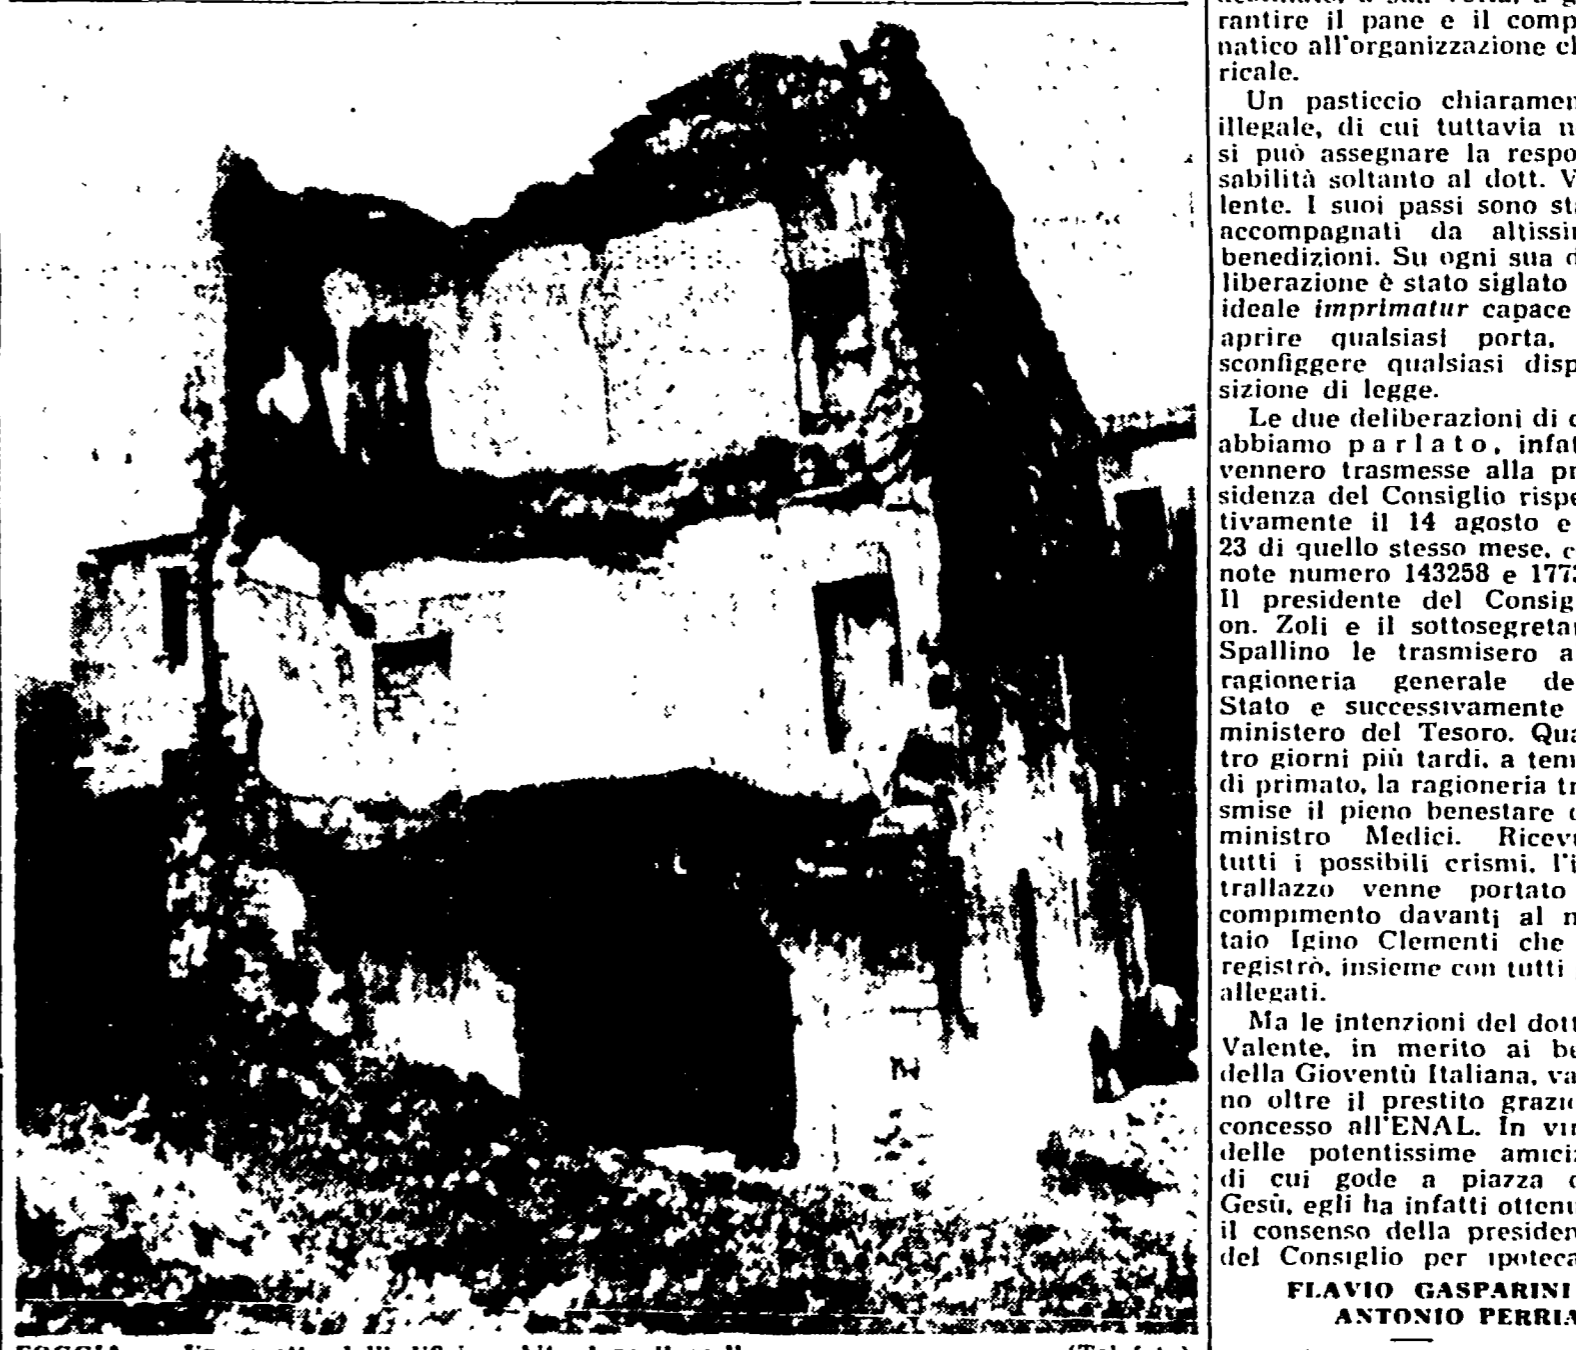 rantire il pane e il comp
natico all'organizzazione cl
ricale.
Un pasticcio chiaramen
illegale, di cui tuttavia n
si può assegnare la respo
sabilità soltanto al dott. V
lente. I suoi passi sono sta
accompagnati da altissin
benedizioni. Su ogni sua d
liberazione è stato siglato
ideale imprimatur capace
aprire qualsiasi porta,
sconfiggere qualsiasi disp
sizione di legge.
Le due deliberazioni di c
abbiamo parlato, infat
vennero trasmesse alla pr
sidenza del Consiglio rispe
tivamente il 14 agosto e
23 di quello stesso mese, c
note numero 143258 e 1773
Il presidente del Consig
on. Zoli e il sottosegretar
Spallino le trasmisero a
ragioneria generale de
Stato e successivamente
ministero del Tesoro. Qua
tro giorni più tardi, a tem
di primato, la ragioneria tr
smise il pieno benestare d
ministro Medici. Ricevu
tutti i possibili crismi, l'i
trallazzo venne portato
compimento davanti al n
taio Igino Clementi che
registrò, insieme con tutti
allegati.
Ma le intenzioni del dott
Valente, in merito ai be
della Gioventù Italiana, va
no oltre il prestito grazio
concesso all'ENAL. In vir
delle potentissime amiciz
di cui gode a piazza d
Gesù, egli ha infatti ottenu
il consenso della presiden
del Consiglio per ipoteca
FLAVIO GASPARINI
ANTONIO PERRIA